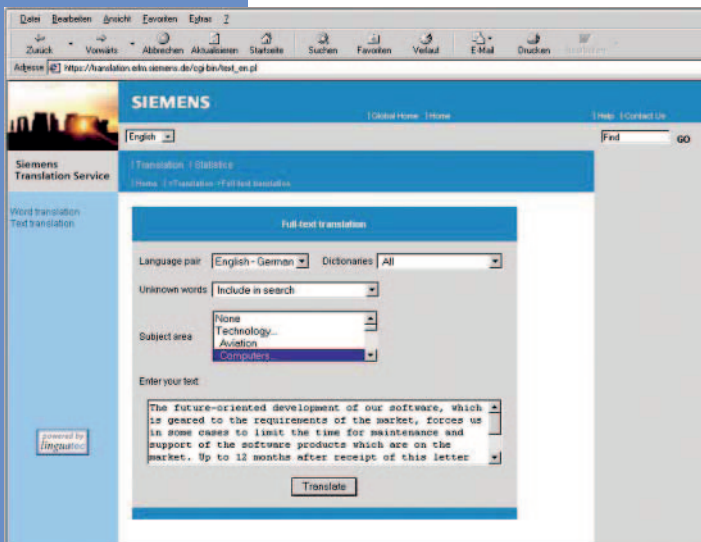 Datei Bearbeiten Ansicht Favoriten Extras ?
Zurück Vorwärts Abbrechen Aktualisieren Startseite Suchen Favoriten Verlauf E-Mail Drucken
Adresse https://translation.edm.siemens.de/cgi-bin/text_en.pl
SIEMENS
| Global Home | Home | Help | Contact Us
English Find GO
Siemens
Translation Service
| Translation | Statistics
| Home | >Translation >Full-text translation
Word translation
Text translation
Full-text translation
Language pair English - German Dictionaries All
Unknown words Include in search
None
Technology...
Aviation
Subject area
Computers...
Enter your text
The future-oriented development of our software, which
is geared to the requirements of the market, forces us
in some cases to limit the time for maintenance and
support of the software products which are on the
market. Up to 12 months after receipt of this letter
powered by
linguatec
Translate